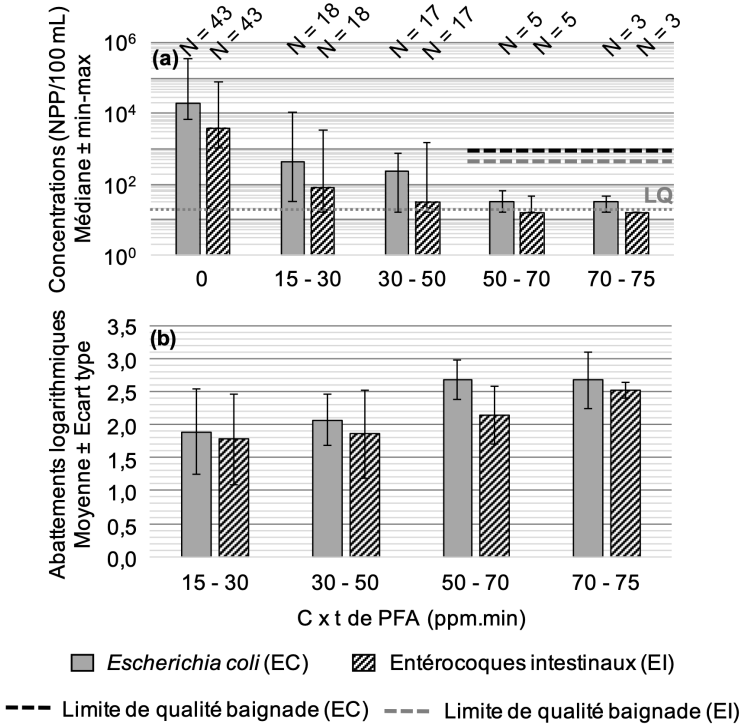 N = 43
N = 43
N = 18
N = 18
N = 17
N = 17
N = 5
N = 5
N = 3
N = 3
(a)
Concentrations (NPP/100 mL)
Médiane ± min-max
10⁶
10⁴
10²
10⁰
LQ
0
15 - 30
30 - 50
50 - 70
70 - 75
(b)
Abattements logarithmiques
Moyenne ± Ecart type
3,5
3,0
2,5
2,0
1,5
1,0
0,5
0,0
15 - 30
30 - 50
50 - 70
70 - 75
C x t de PFA (ppm.min)
Escherichia coli (EC)
Entérocoques intestinaux (EI)
Limite de qualité baignade (EC)
Limite de qualité baignade (EI)